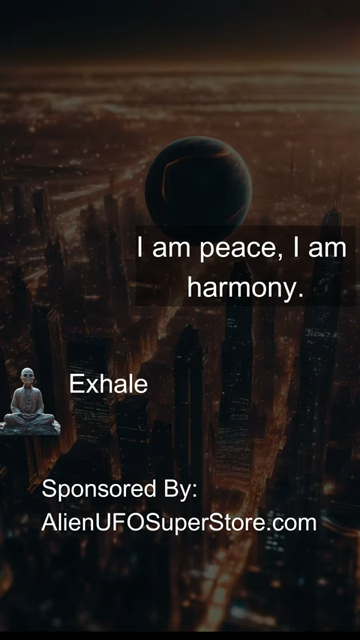 I am peace, I am
harmony.
Exhale
Sponsored By:
AlienUFOSuperStore.com